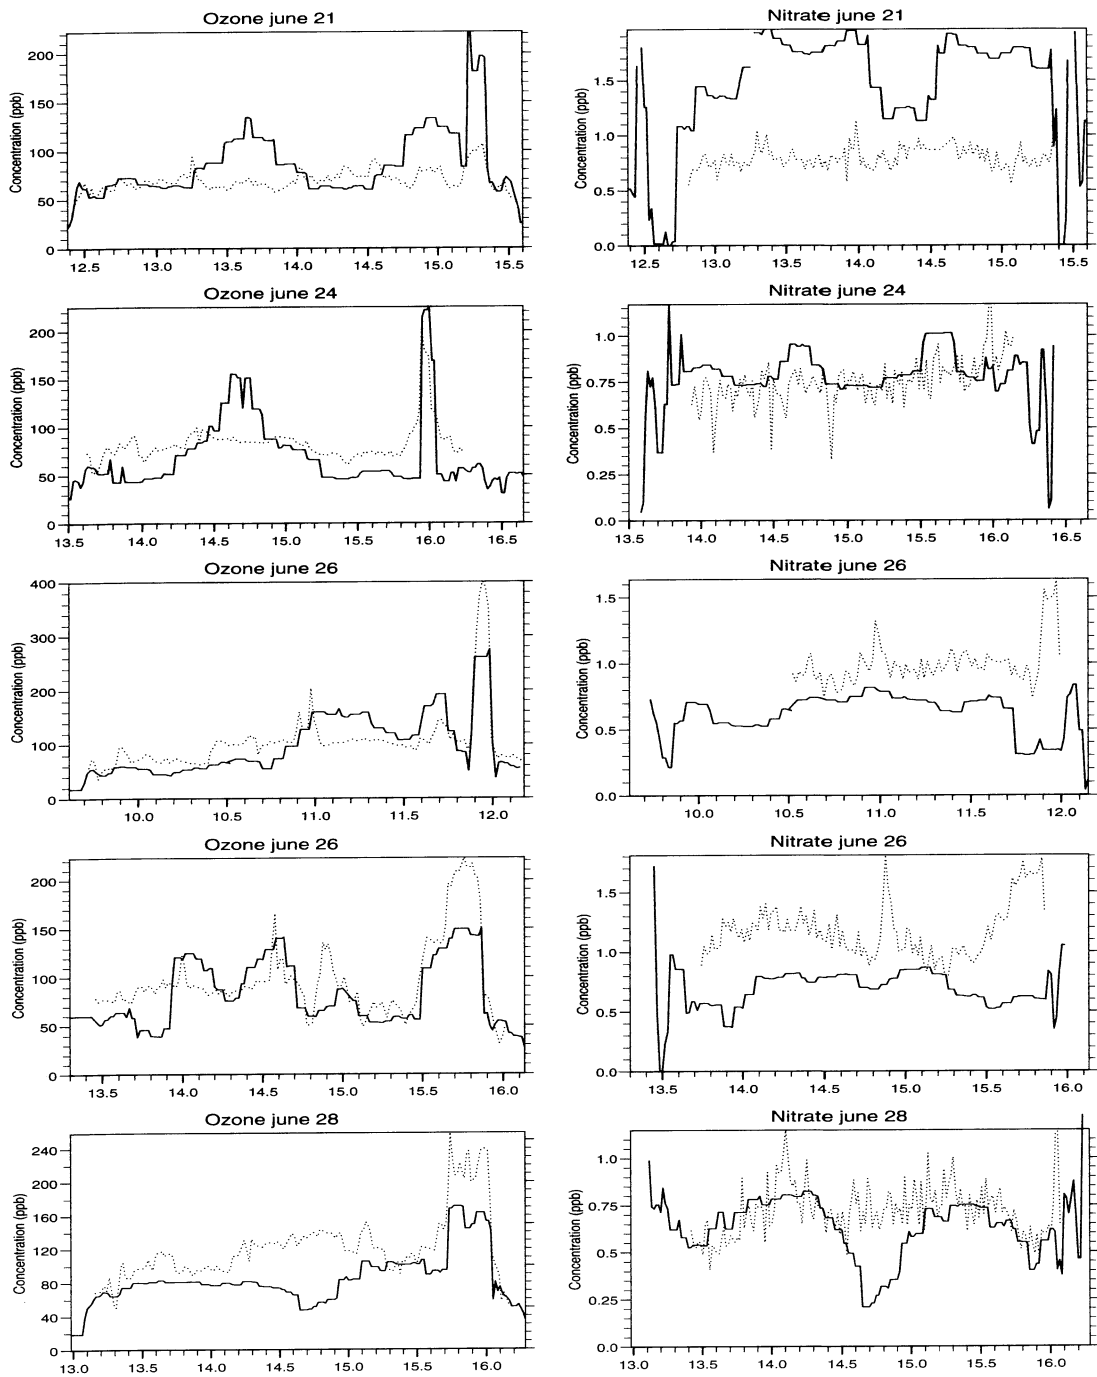 Ozone june 21
Concentration (ppb)
200
150
100
50
0
12.5 13.0 13.5 14.0 14.5 15.0 15.5
Nitrate june 21
Concentration (ppb)
1.5
1.0
0.5
0.0
12.5 13.0 13.5 14.0 14.5 15.0 15.5
Ozone june 24
Concentration (ppb)
200
150
100
50
0
13.5 14.0 14.5 15.0 15.5 16.0 16.5
Nitrate june 24
Concentration (ppb)
1.0
0.75
0.5
0.25
0.0
13.5 14.0 14.5 15.0 15.5 16.0 16.5
Ozone june 26
Concentration (ppb)
400
300
200
100
0
10.0 10.5 11.0 11.5 12.0
Nitrate june 26
Concentration (ppb)
1.5
1.0
0.5
0.0
10.0 10.5 11.0 11.5 12.0
Ozone june 26
Concentration (ppb)
200
150
100
50
0
13.5 14.0 14.5 15.0 15.5 16.0
Nitrate june 26
Concentration (ppb)
1.5
1.0
0.5
0.0
13.5 14.0 14.5 15.0 15.5 16.0
Ozone june 28
Concentration (ppb)
240
200
160
120
80
40
0
13.0 13.5 14.0 14.5 15.0 15.5 16.0
Nitrate june 28
Concentration (ppb)
1.0
0.75
0.5
0.25
0.0
13.0 13.5 14.0 14.5 15.0 15.5 16.0